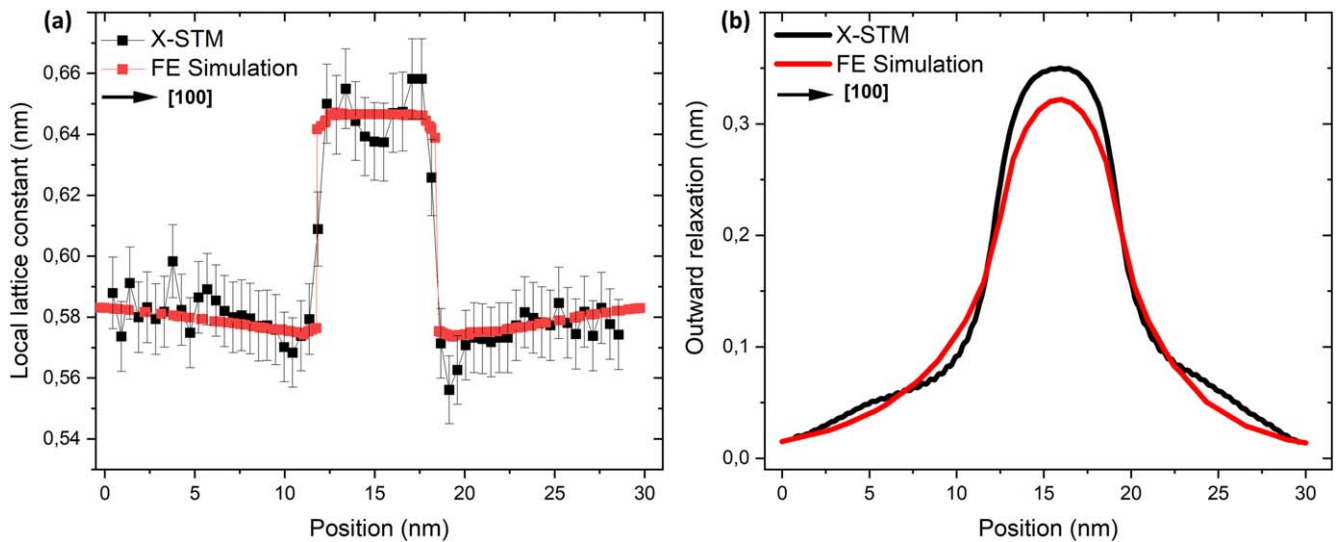 (a)
X-STM
FE Simulation
[100]
0,66
0,64
0,62
0,60
0,58
0,56
0,54
Local lattice constant (nm)
0
5
10
15
20
25
30
Position (nm)
(b)
X-STM
FE Simulation
[100]
0,3
0,2
0,1
0,0
Outward relaxation (nm)
0
5
10
15
20
25
30
Position (nm)